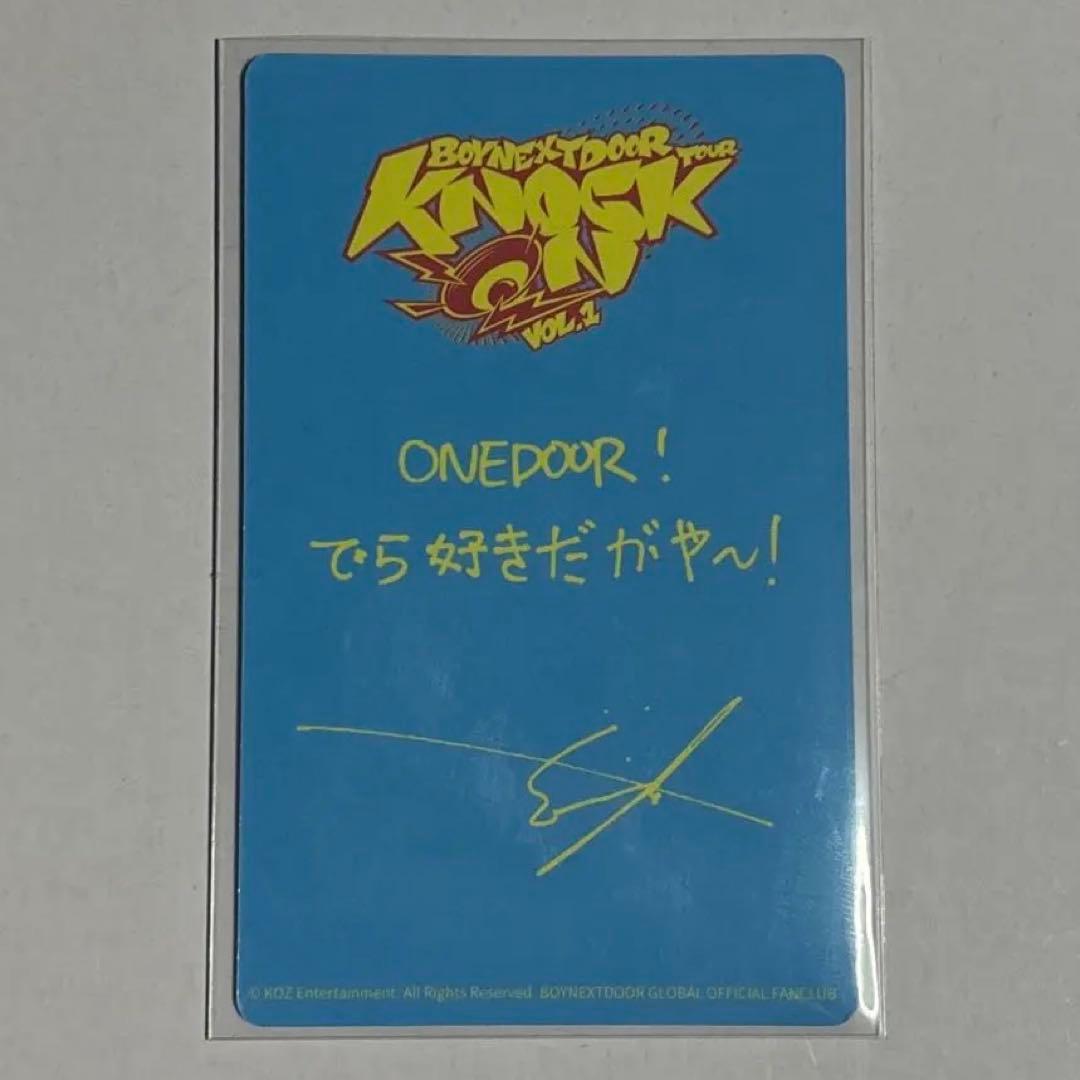 BOYNEXTDOOR TOUR
KNOCK
ON
VOL.1
ONEDOOR!
でら好きだがや〜!
© KOZ Entertainment. All Rights Reserved. BOYNEXTDOOR GLOBAL OFFICIAL FANCLUB